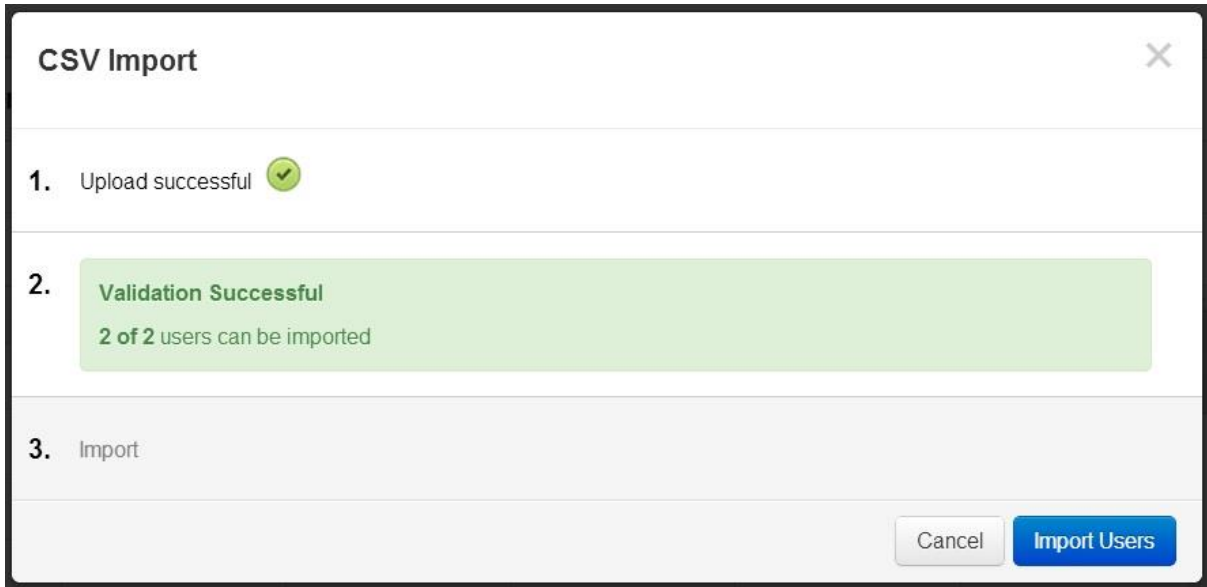 CSV Import
1. Upload successful
2. Validation Successful
2 of 2 users can be imported
3. Import
Cancel Import Users